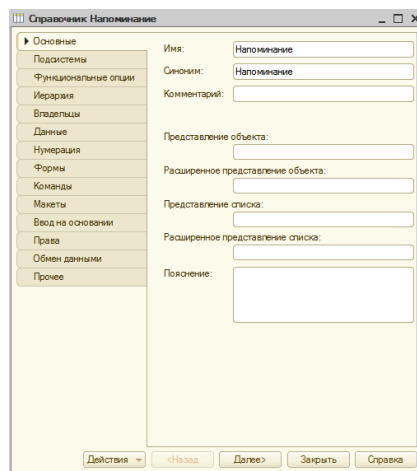 Справочник Напоминание
Основные
Подсистемы
Функциональные опции
Иерархия
Владельцы
Данные
Нумерация
Формы
Команды
Макеты
Ввод на основании
Права
Обмен данными
Прочее
Имя: Напоминание
Синоним: Напоминание
Комментарий:
Представление объекта:
Расширенное представление объекта:
Представление списка:
Расширенное представление списка:
Пояснение:
Действия <Назад Далее> Закрыть Справка